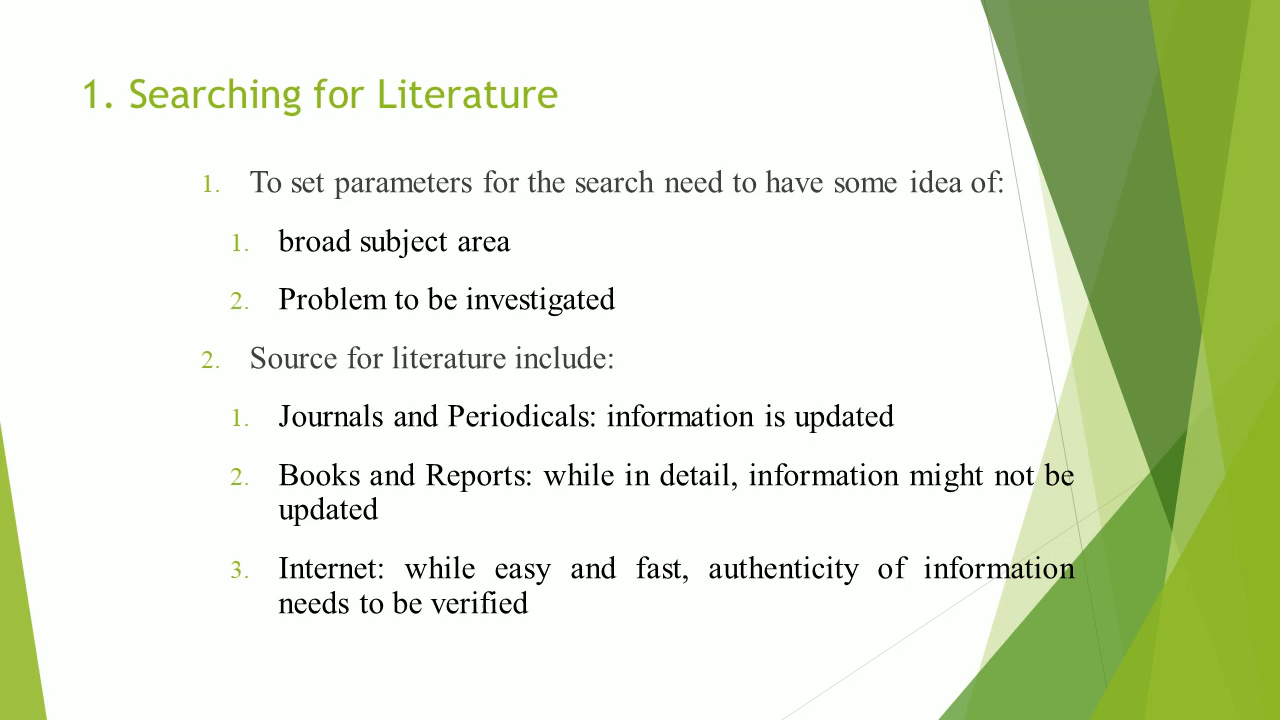 1. Searching for Literature
1. To set parameters for the search need to have some idea of:
1. broad subject area
2. Problem to be investigated
2. Source for literature include:
1. Journals and Periodicals: information is updated
2. Books and Reports: while in detail, information might not be
updated
3. Internet: while easy and fast, authenticity of information
needs to be verified